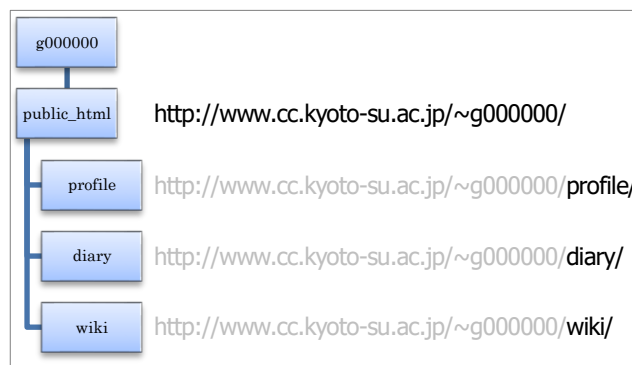 g000000
public_html http://www.cc.kyoto-su.ac.jp/~g000000/
profile http://www.cc.kyoto-su.ac.jp/~g000000/profile/
diary http://www.cc.kyoto-su.ac.jp/~g000000/diary/
wiki http://www.cc.kyoto-su.ac.jp/~g000000/wiki/